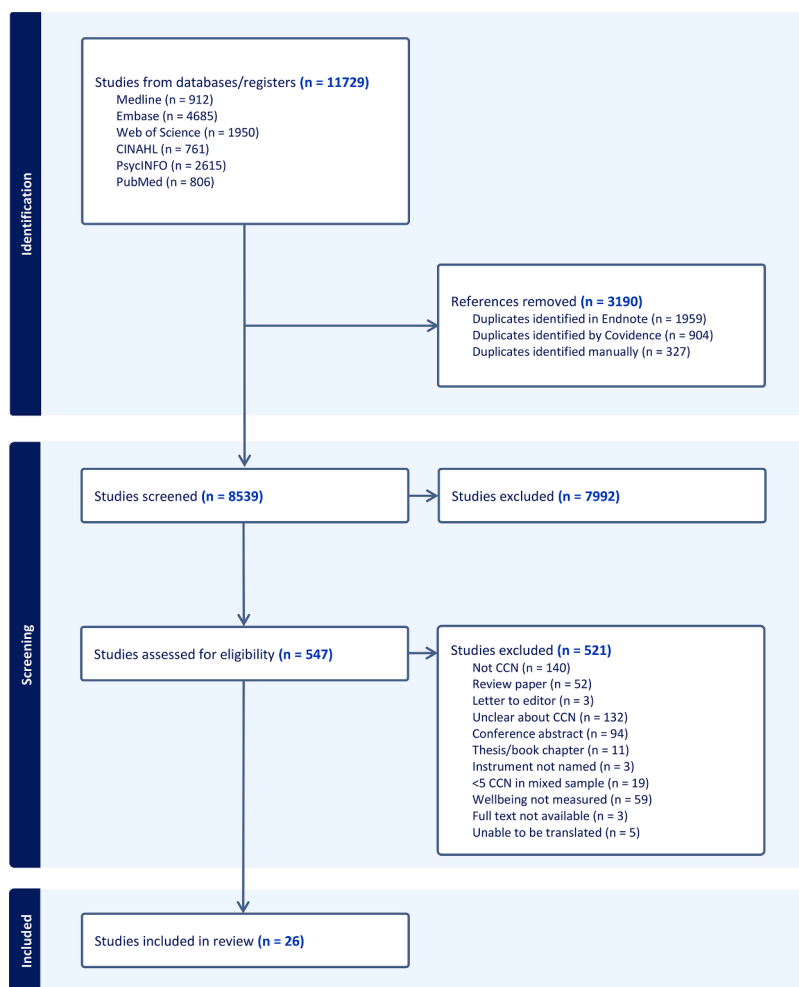 Identification
Studies from databases/registers (n = 11729)
Medline (n = 912)
Embase (n = 4685)
Web of Science (n = 1950)
CINAHL (n = 761)
PsycINFO (n = 2615)
PubMed (n = 806)
References removed (n = 3190)
Duplicates identified in Endnote (n = 1959)
Duplicates identified by Covidence (n = 904)
Duplicates identified manually (n = 327)
Screening
Studies screened (n = 8539)
Studies excluded (n = 7992)
Studies assessed for eligibility (n = 547)
Studies excluded (n = 521)
Not CCN (n = 140)
Review paper (n = 52)
Letter to editor (n = 3)
Unclear about CCN (n = 132)
Conference abstract (n = 94)
Thesis/book chapter (n = 11)
Instrument not named (n = 3)
<5 CCN in mixed sample (n = 19)
Wellbeing not measured (n = 59)
Full text not available (n = 3)
Unable to be translated (n = 5)
Included
Studies included in review (n = 26)